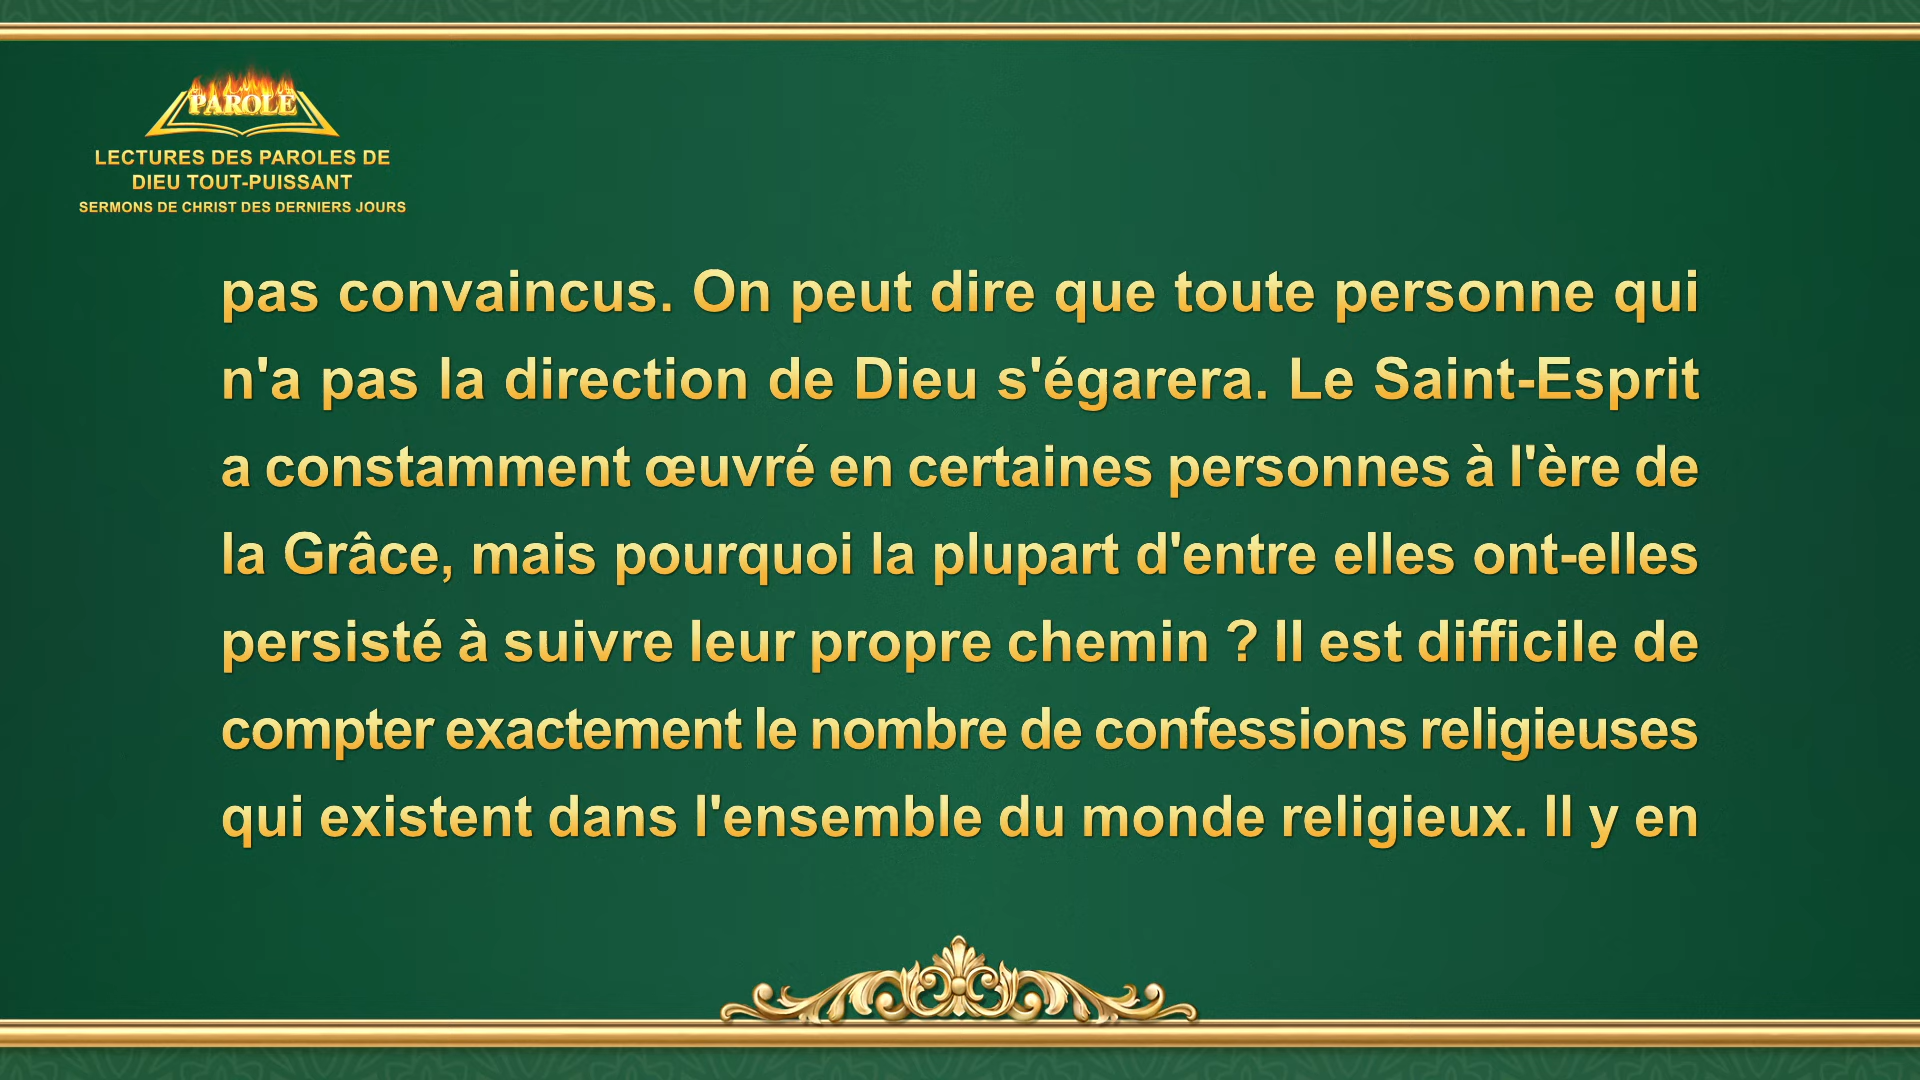 PAROLE
LECTURES DES PAROLES DE
DIEU TOUT-PUISSANT
SERMONS DE CHRIST DES DERNIERS JOURS
pas convaincus. On peut dire que toute personne qui
n'a pas la direction de Dieu s'égarera. Le Saint-Esprit
a constamment œuvré en certaines personnes à l'ère de
la Grâce, mais pourquoi la plupart d'entre elles ont-elles
persisté à suivre leur propre chemin ? Il est difficile de
compter exactement le nombre de confessions religieuses
qui existent dans l'ensemble du monde religieux. Il y en